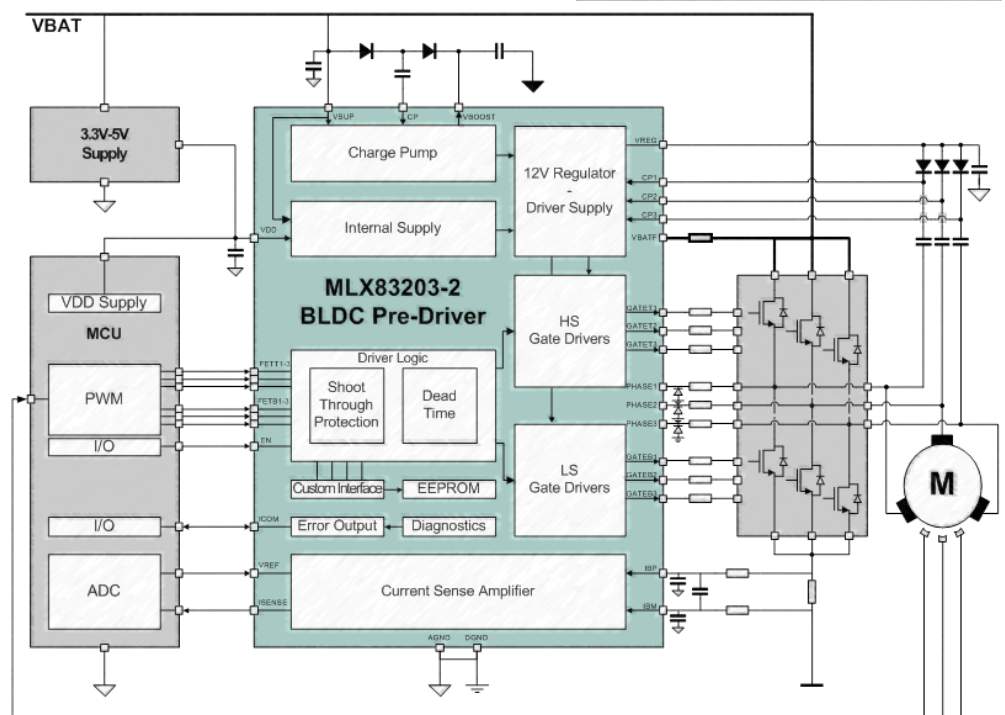 VBAT
VSUP
CP
VBOOST
3.3V-5V
Supply
Charge Pump
12V Regulator
-
Driver Supply
VREG
CP1
CP2
CP3
VBATF
Internal Supply
VDD
MLX83203-2
BLDC Pre-Driver
VDD Supply
MCU
HS
Gate Drivers
GATET1
GATET2
GATET3
FETT1-3
Driver Logic
Shoot
Through
Protection
Dead
Time
PWM
FETB1-3
PHASE1
PHASE2
PHASE3
I/O
EN
LS
Gate Drivers
GATEB1
GATEB2
GATEB3
M
Custom Interface
EEPROM
I/O
ICOM
Error Output
Diagnostics
ADC
VREF
ISENSE
Current Sense Amplifier
IBP
IBM
AGND
DGND